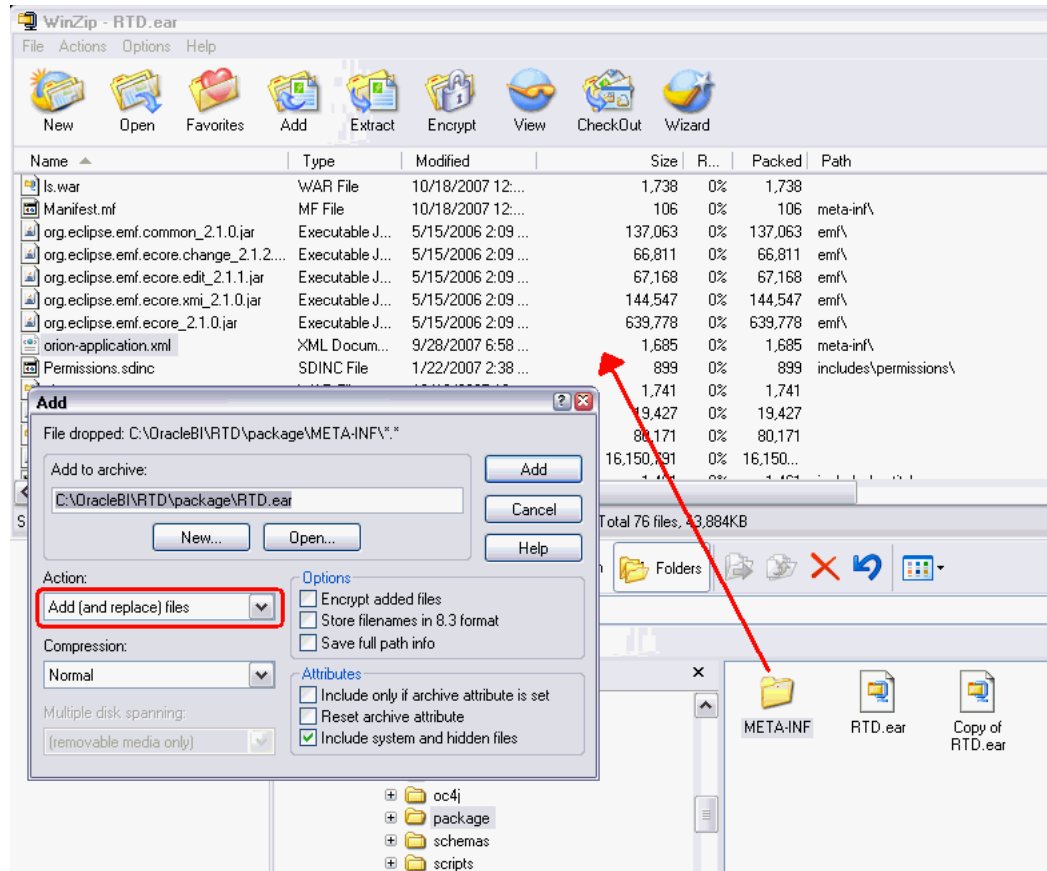 WinZip - RTD.ear
File Actions Options Help
New Open Favorites Add Extract Encrypt View CheckOut Wizard
Name Type Modified Size R... Packed Path
ls.war WAR File 10/18/2007 12:... 1,738 0% 1,738
Manifest.mf MF File 10/18/2007 12:... 106 0% 106 meta-inf\
org.eclipse.emf.common_2.1.0.jar Executable J... 5/15/2006 2:09 ... 137,063 0% 137,063 emf\
org.eclipse.emf.ecore.change_2.1.2.... Executable J... 5/15/2006 2:09 ... 66,811 0% 66,811 emf\
org.eclipse.emf.ecore.edit_2.1.1.jar Executable J... 5/15/2006 2:09 ... 67,168 0% 67,168 emf\
org.eclipse.emf.ecore.xmi_2.1.0.jar Executable J... 5/15/2006 2:09 ... 144,547 0% 144,547 emf\
org.eclipse.emf.ecore_2.1.0.jar Executable J... 5/15/2006 2:09 ... 639,778 0% 639,778 emf\
orion-application.xml XML Docum... 9/28/2007 6:58 ... 1,685 0% 1,685 meta-inf\
Permissions.sdinc SDINC File 1/22/2007 2:38 ... 899 0% 899 includes\permissions\
1,741 0% 1,741
19,427 0% 19,427
80,171 0% 80,171
16,150,791 0% 16,150...
Total 76 files, 43,884KB
Add
File dropped: C:\OracleBI\RTD\package\META-INF\*.*
Add to archive:
C:\OracleBI\RTD\package\RTD.ear
New... Open...
Add
Cancel
Help
Action:
Add (and replace) files
Compression:
Normal
Multiple disk spanning:
(removable media only)
Options
Encrypt added files
Store filenames in 8.3 format
Save full path info
Attributes
Include only if archive attribute is set
Reset archive attribute
Include system and hidden files
Folders
META-INF RTD.ear Copy of
RTD.ear
oc4j
package
schemas
scripts